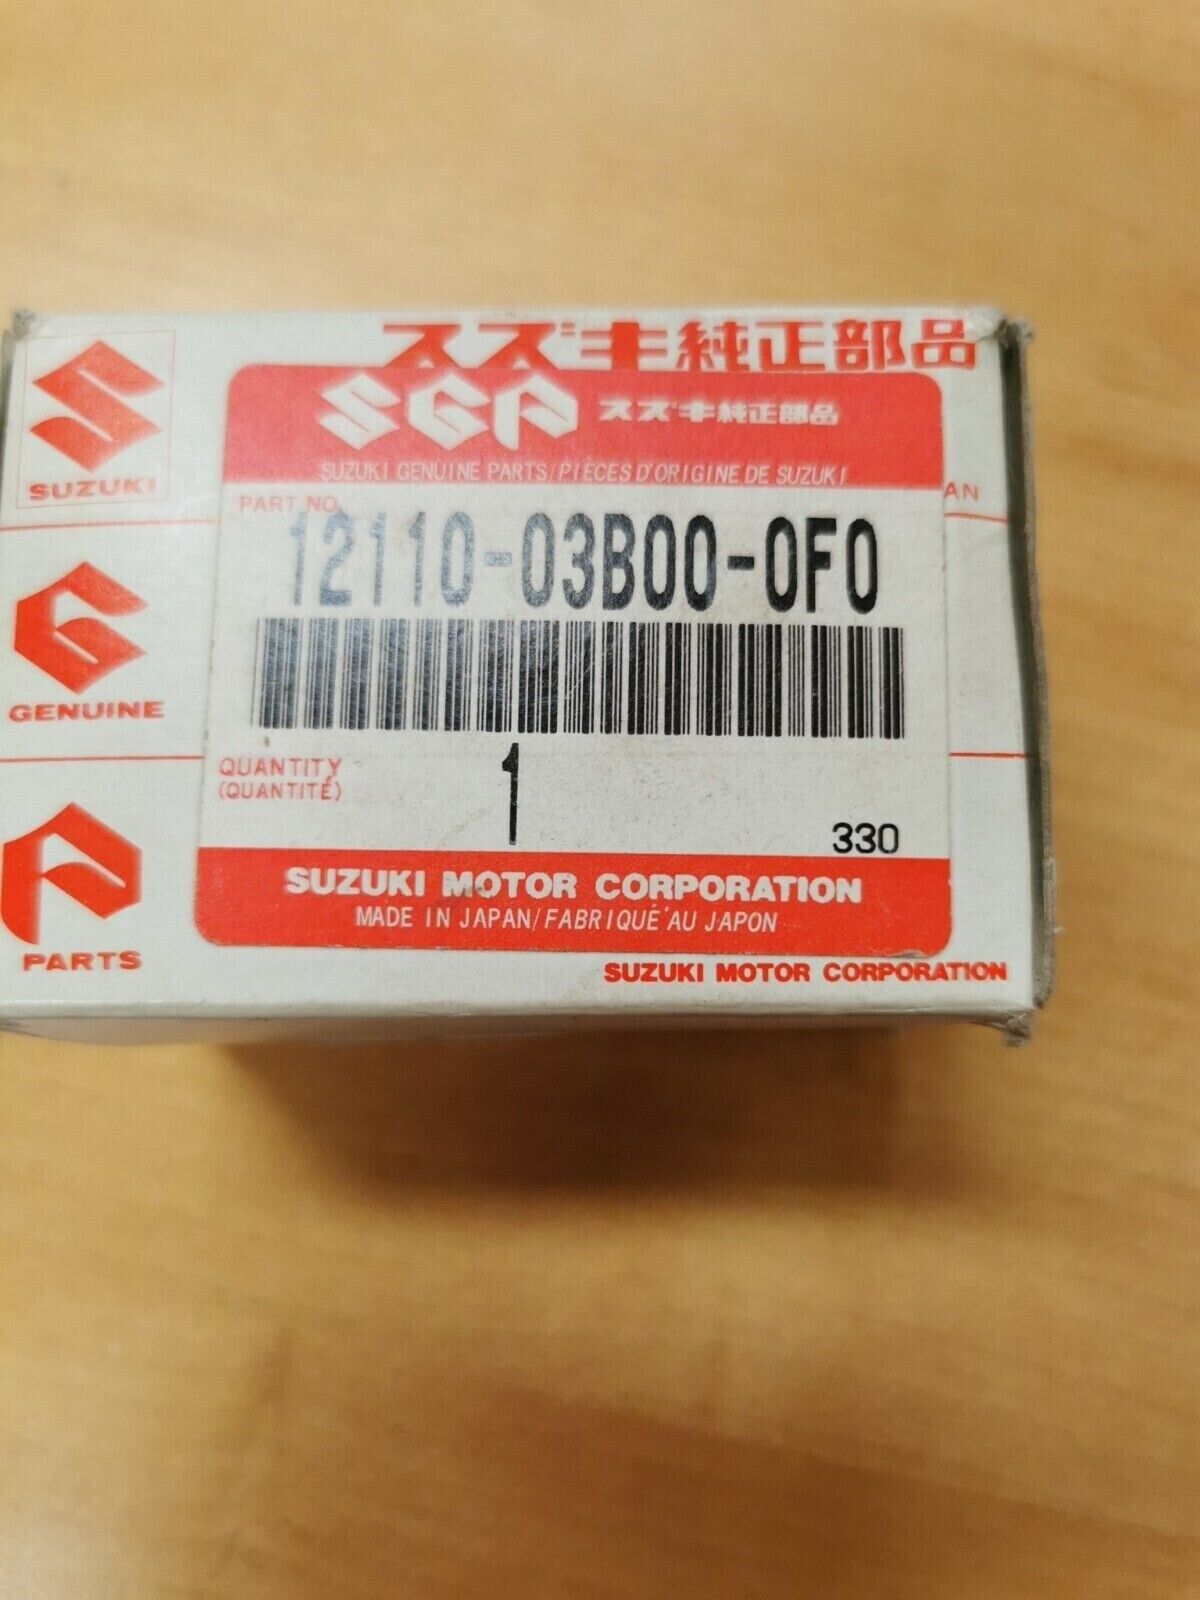 スズキ純正部品
SGP スズキ純正部品
SUZUKI GENUINE PARTS/PIÈCES D'ORIGINE DE SUZUKI
SUZUKI
PART NO.
AN
12110-03B00-0F0
GENUINE
QUANTITY
(QUANTITÉ)
1
330
SUZUKI MOTOR CORPORATION
MADE IN JAPAN/FABRIQUÉ AU JAPON
PARTS
SUZUKI MOTOR CORPORATION